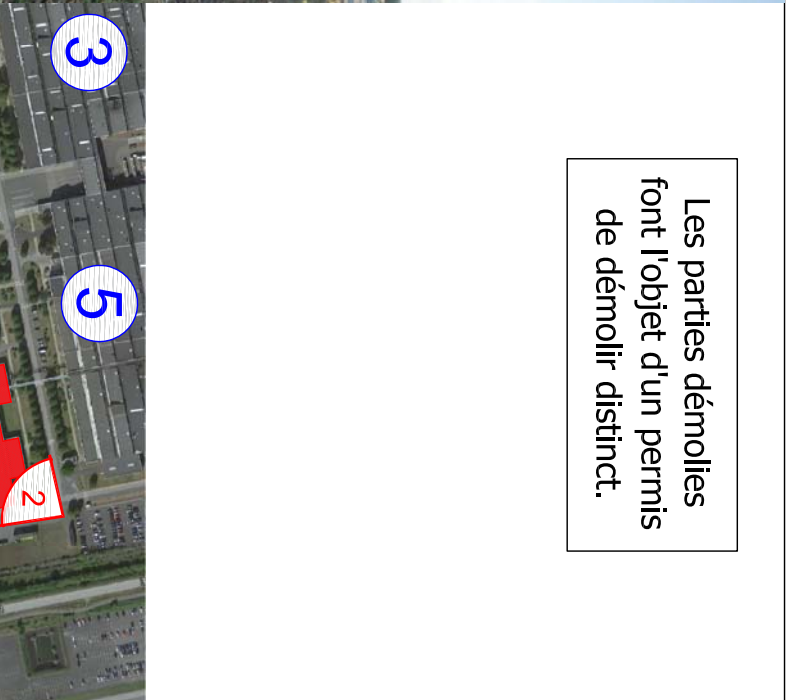 3
5
2
Les parties démolies
font l'objet d'un permis
de démolir distinct.